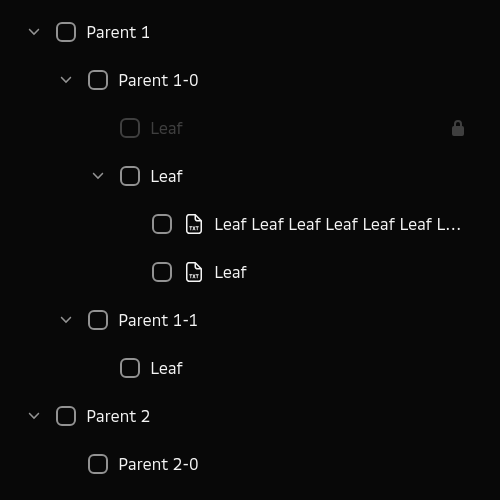 Parent 1
Parent 1-0
Leaf
Leaf
TXT Leaf Leaf Leaf Leaf Leaf Leaf L...
TXT Leaf
Parent 1-1
Leaf
Parent 2
Parent 2-0